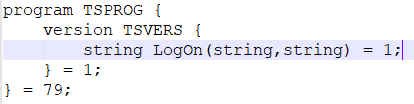 program TSPROG {
    version TSVERS {
        string LogOn(string,string) = 1;
    } = 1;
} = 79;